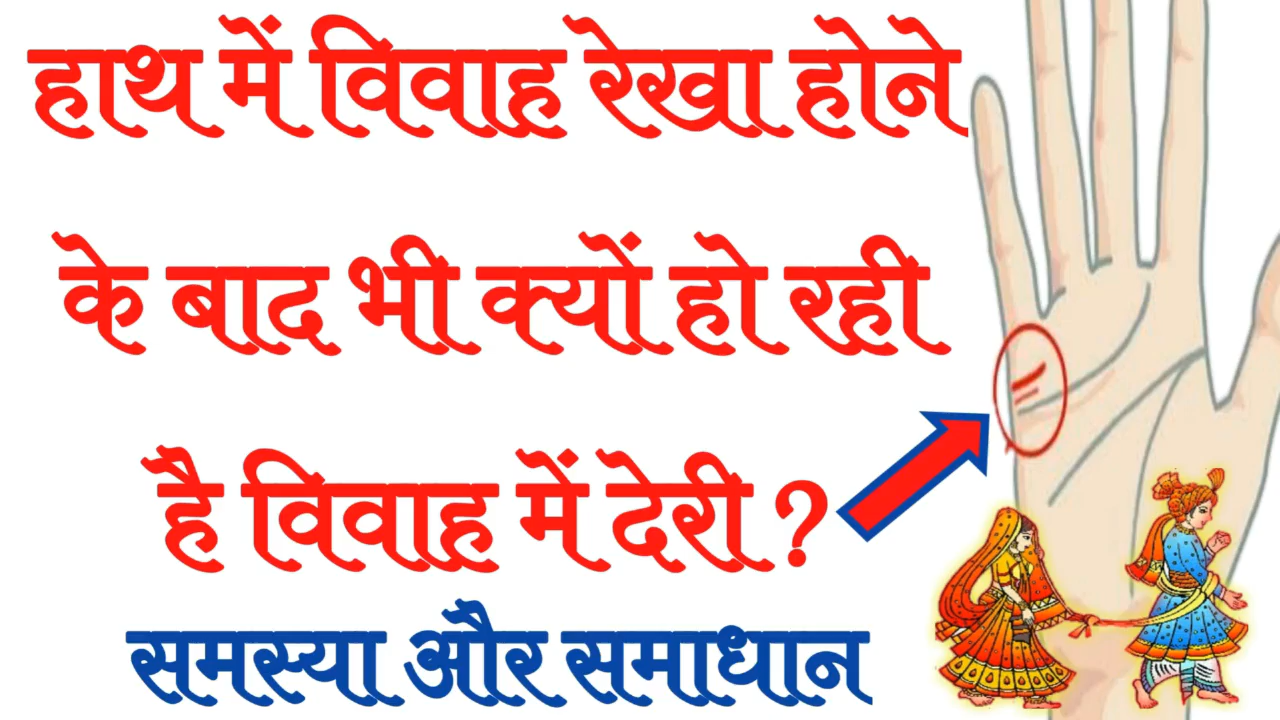 हाथ में विवाह रेखा होने
के बाद भी क्यों हो रही
है विवाह में देरी ?
समस्या और समाधान